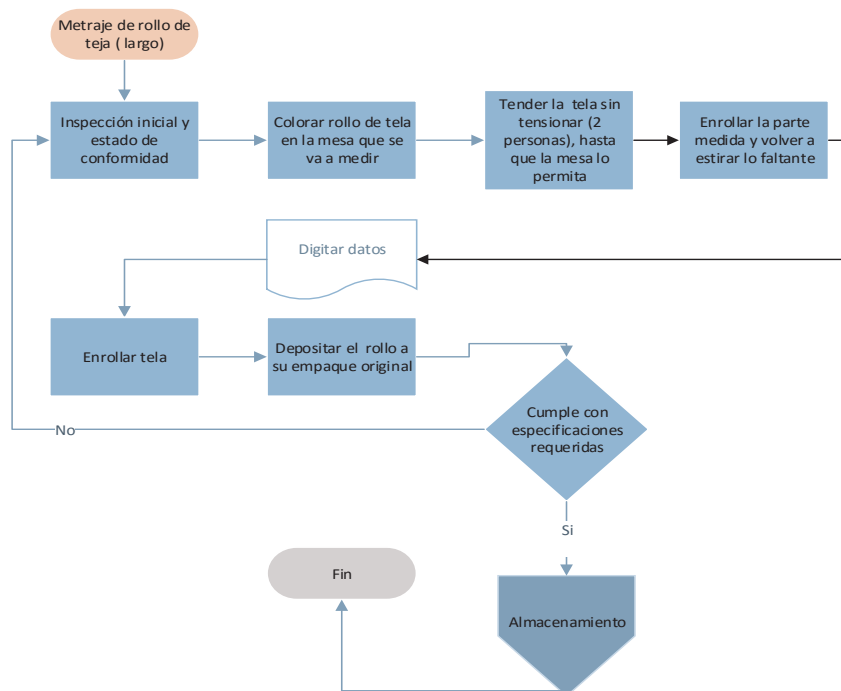 Metraje de rollo de
teja ( largo)
Inspección inicial y
estado de
conformidad
Colorar rollo de tela
en la mesa que se
va a medir
Tender la tela sin
tensionar (2
personas), hasta
que la mesa lo
permita
Enrollar la parte
medida y volver a
estirar lo faltante
Digitar datos
Enrollar tela
Depositar el rollo a
su empaque original
Cumple con
especificaciones
requeridas
No
Si
Almacenamiento
Fin